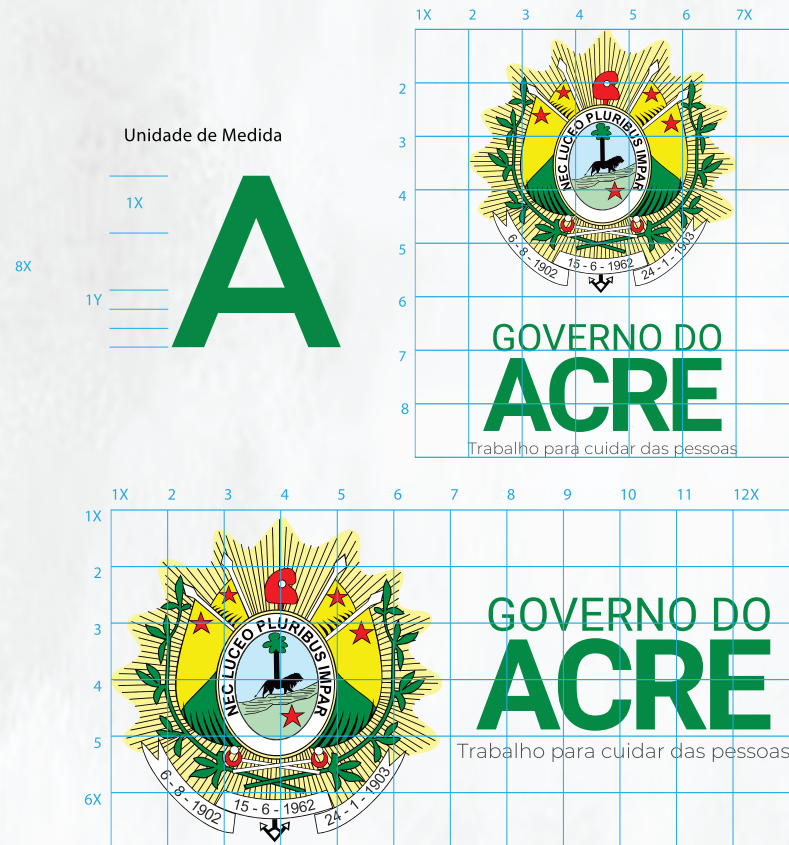 1X 2 3 4 5 6 7X
2
3
4
5
6
7
8
NEC LUCEO PLURIBUS IMPAR
6 - 8 - 1902 15 - 6 - 1962 24 - 1 - 1903
GOVERNO DO
ACRE
Trabalho para cuidar das pessoas
Unidade de Medida
A
1X
8X
1Y
1X 2 3 4 5 6 7 8 9 10 11 12X
1X
2
3
4
5
6X
NEC LUCEO PLURIBUS IMPAR
6 - 8 - 1902 15 - 6 - 1962 24 - 1 - 1903
GOVERNO DO
ACRE
Trabalho para cuidar das pessoas